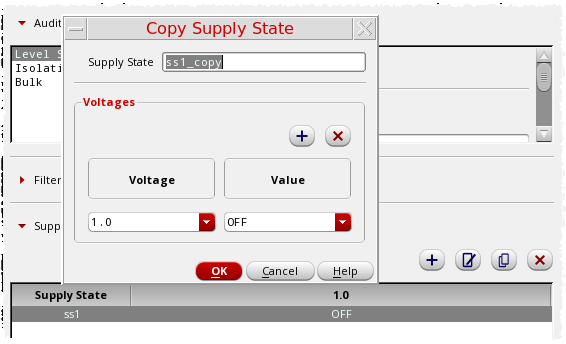 Copy Supply State
Audit
Supply State ss1_copy
Level S
Isolati
Bulk
Voltages
Voltage Value
Filter
1.0 OFF
Supp
OK Cancel Help
Supply State 1.0
ss1 OFF